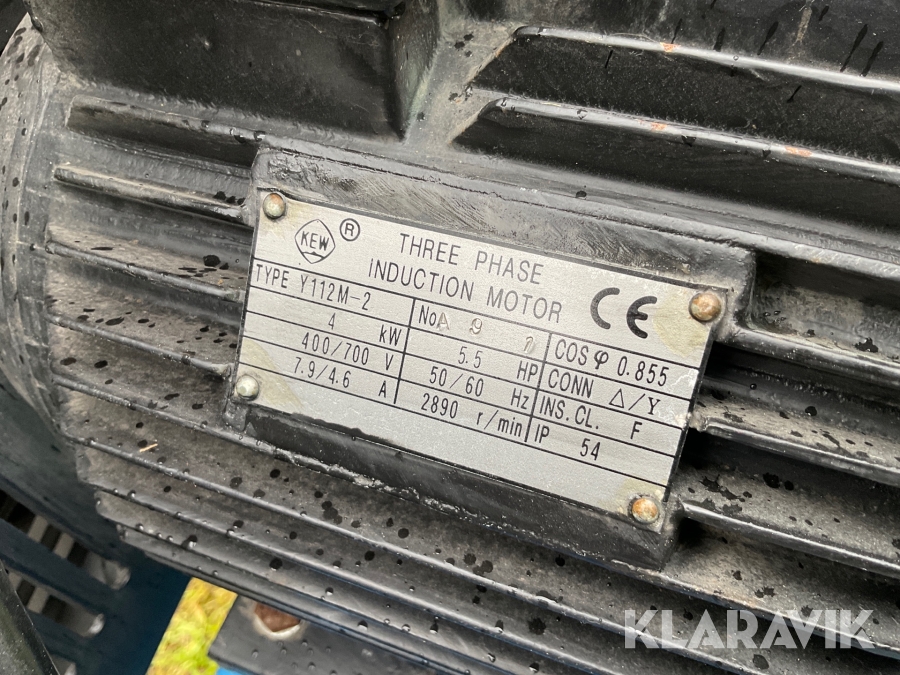 KEW ® THREE PHASE
INDUCTION MOTOR CE
TYPE Y112M-2 No. A 9 COSφ 0.855
4 kW 5.5 HP CONN △/Y
400/700 V 50/60 Hz INS.CL. F
7.9/4.6 A 2890 r/min IP 54
KLARAVIK